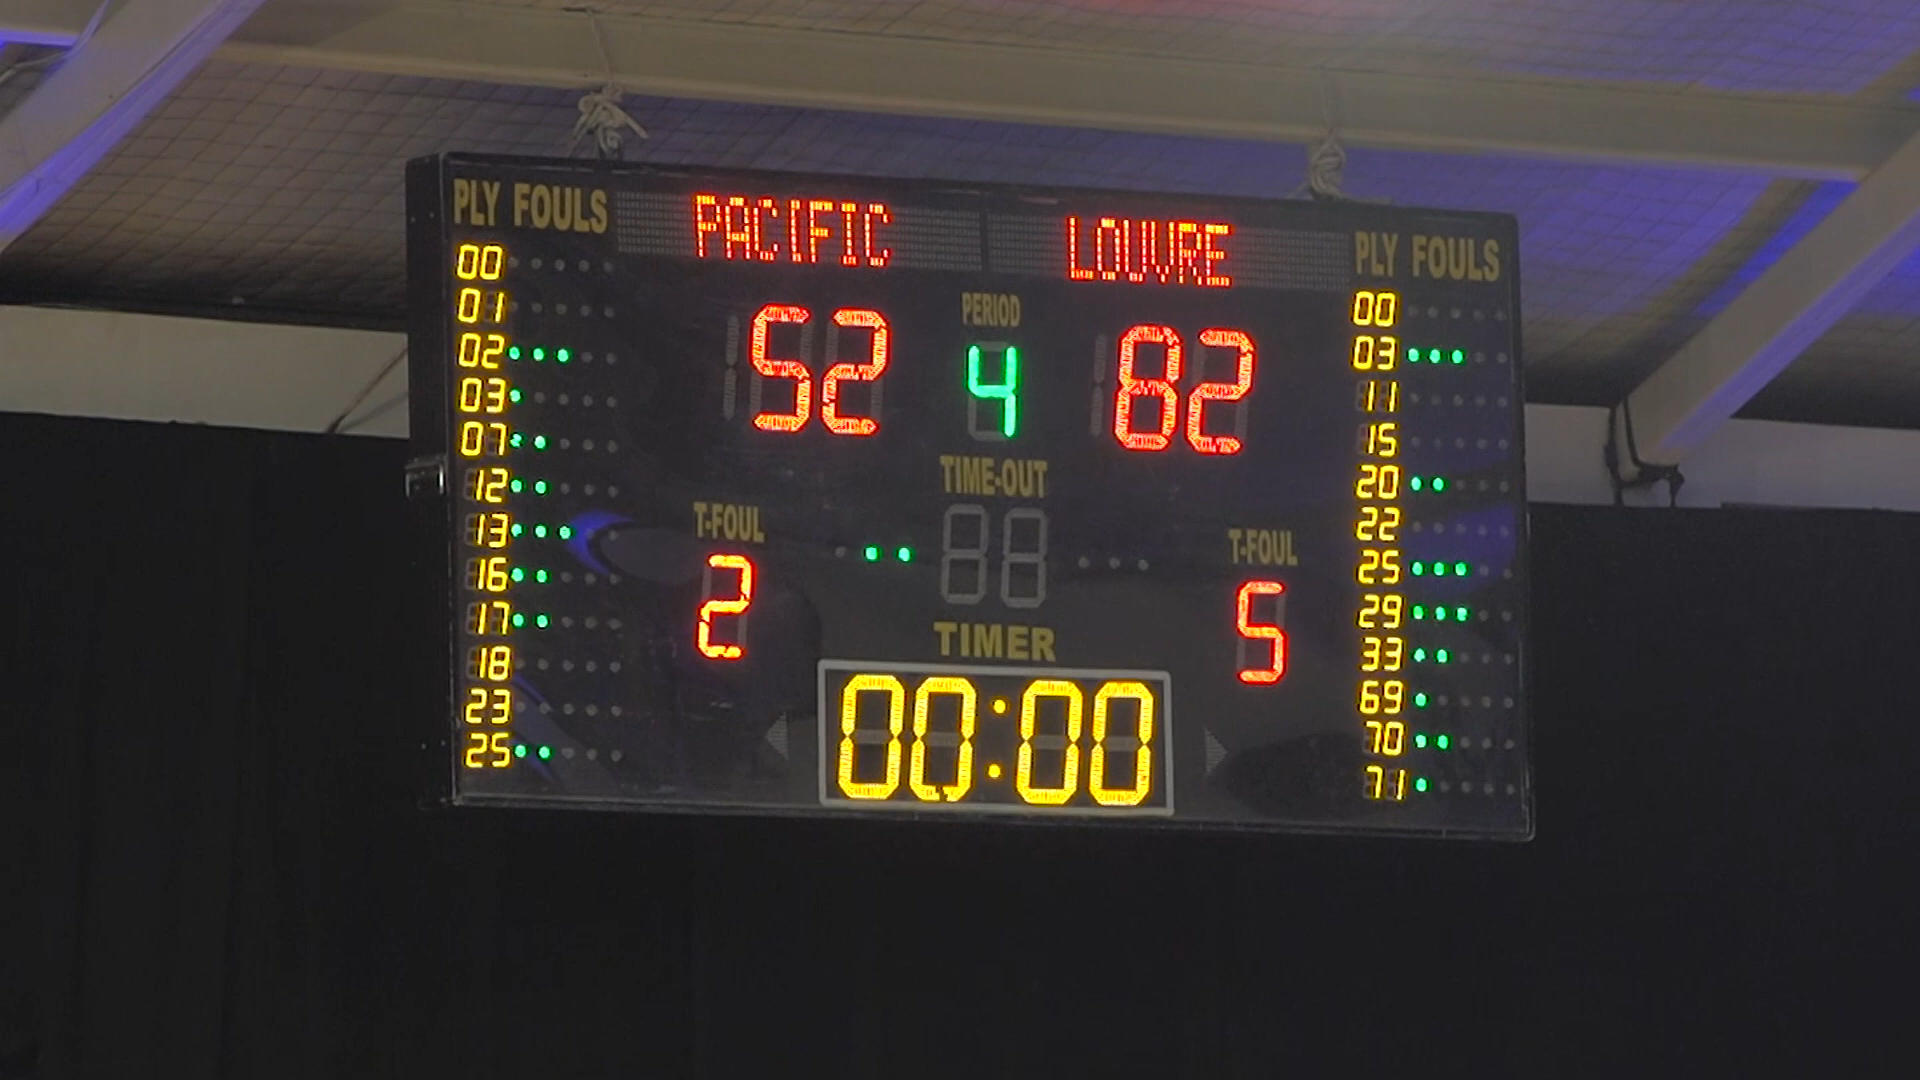 PLY FOULS PACIFIC LOUVRE PLY FOULS
00 PERIOD 00
01 52 4 82 03
02 11
03 15
07 TIME-OUT 20
12 22
13 T-FOUL T-FOUL 25
16 2 5 29
17 TIMER 33
18 69
23 00:00 70
25 71